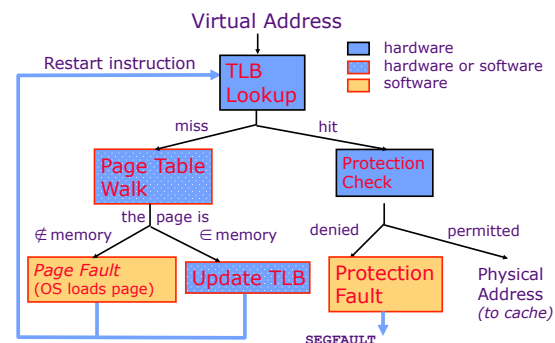 Virtual Address
hardware
hardware or software
software
Restart instruction
TLB
Lookup
miss
hit
Page Table
Walk
Protection
Check
the page is
∉ memory
∈ memory
denied
permitted
Page Fault
(OS loads page)
Update TLB
Protection
Fault
Physical
Address
(to cache)
SEGFAULT